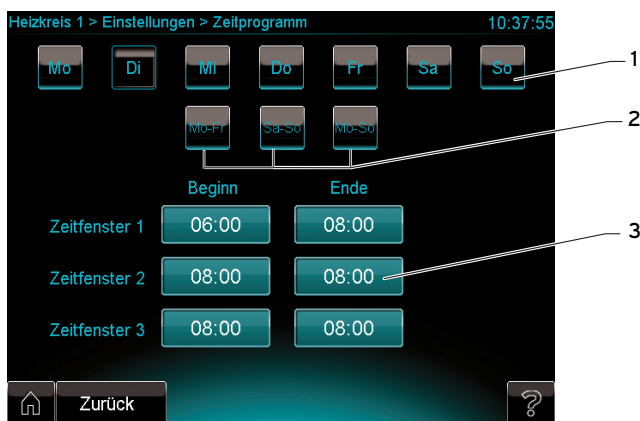 Heizkreis 1 > Einstellungen > Zeitprogramm 10:37:55
Mo Di Mi Do Fr Sa So
1
Mo-Fr Sa-So Mo-So
2
Beginn Ende
Zeitfenster 1 06:00 08:00
3
Zeitfenster 2 08:00 08:00
Zeitfenster 3 08:00 08:00
Zurück ?